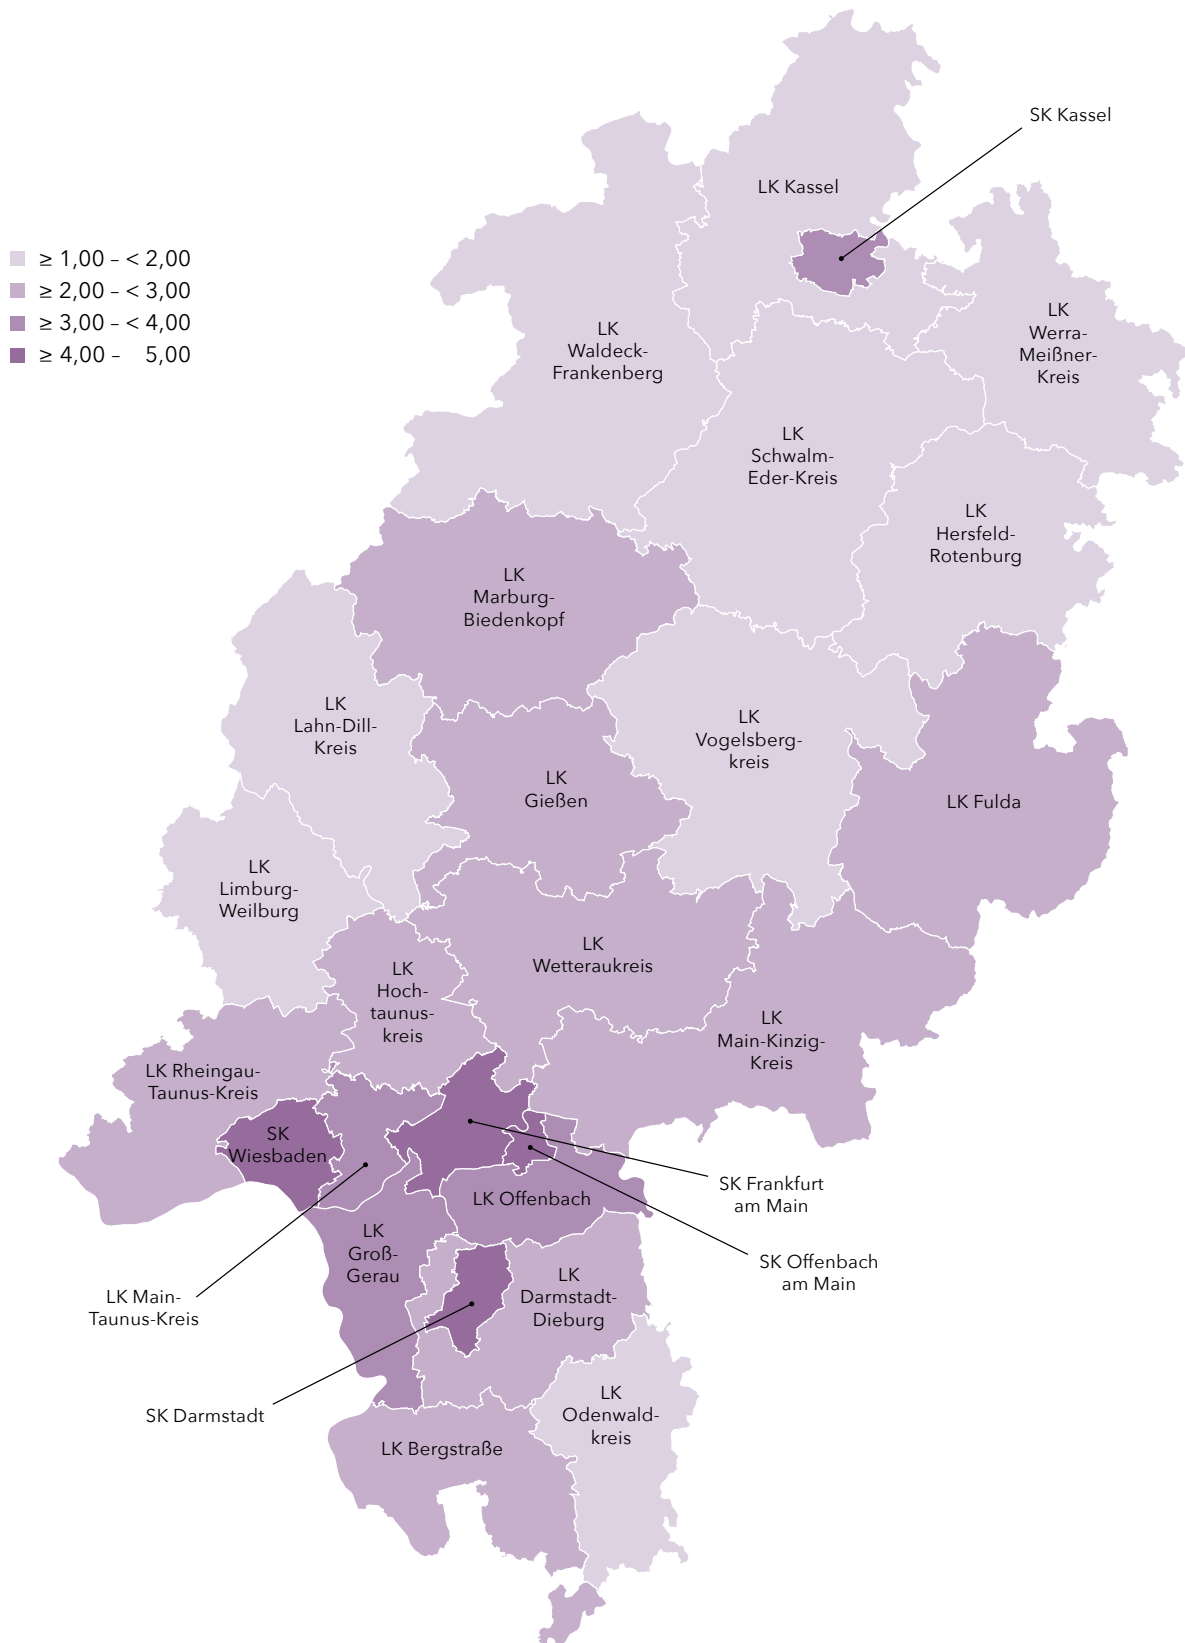 SK Kassel
LK Kassel
≥ 1,00 – < 2,00
≥ 2,00 – < 3,00
≥ 3,00 – < 4,00
≥ 4,00 – 5,00
LK
Waldeck-
Frankenberg
LK
Werra-
Meißner-
Kreis
LK
Schwalm-
Eder-Kreis
LK
Hersfeld-
Rotenburg
LK
Marburg-
Biedenkopf
LK
Lahn-Dill-
Kreis
LK
Vogelsberg-
kreis
LK
Gießen
LK Fulda
LK
Limburg-
Weilburg
LK
Wetteraukreis
LK
Hoch-
taunus-
kreis
LK
Main-Kinzig-
Kreis
LK Rheingau-
Taunus-Kreis
SK
Wiesbaden
SK Frankfurt
am Main
LK Offenbach
LK
Groß-
Gerau
SK Offenbach
am Main
LK
Darmstadt-
Dieburg
LK Main-
Taunus-Kreis
SK Darmstadt
LK
Odenwald-
kreis
LK Bergstraße